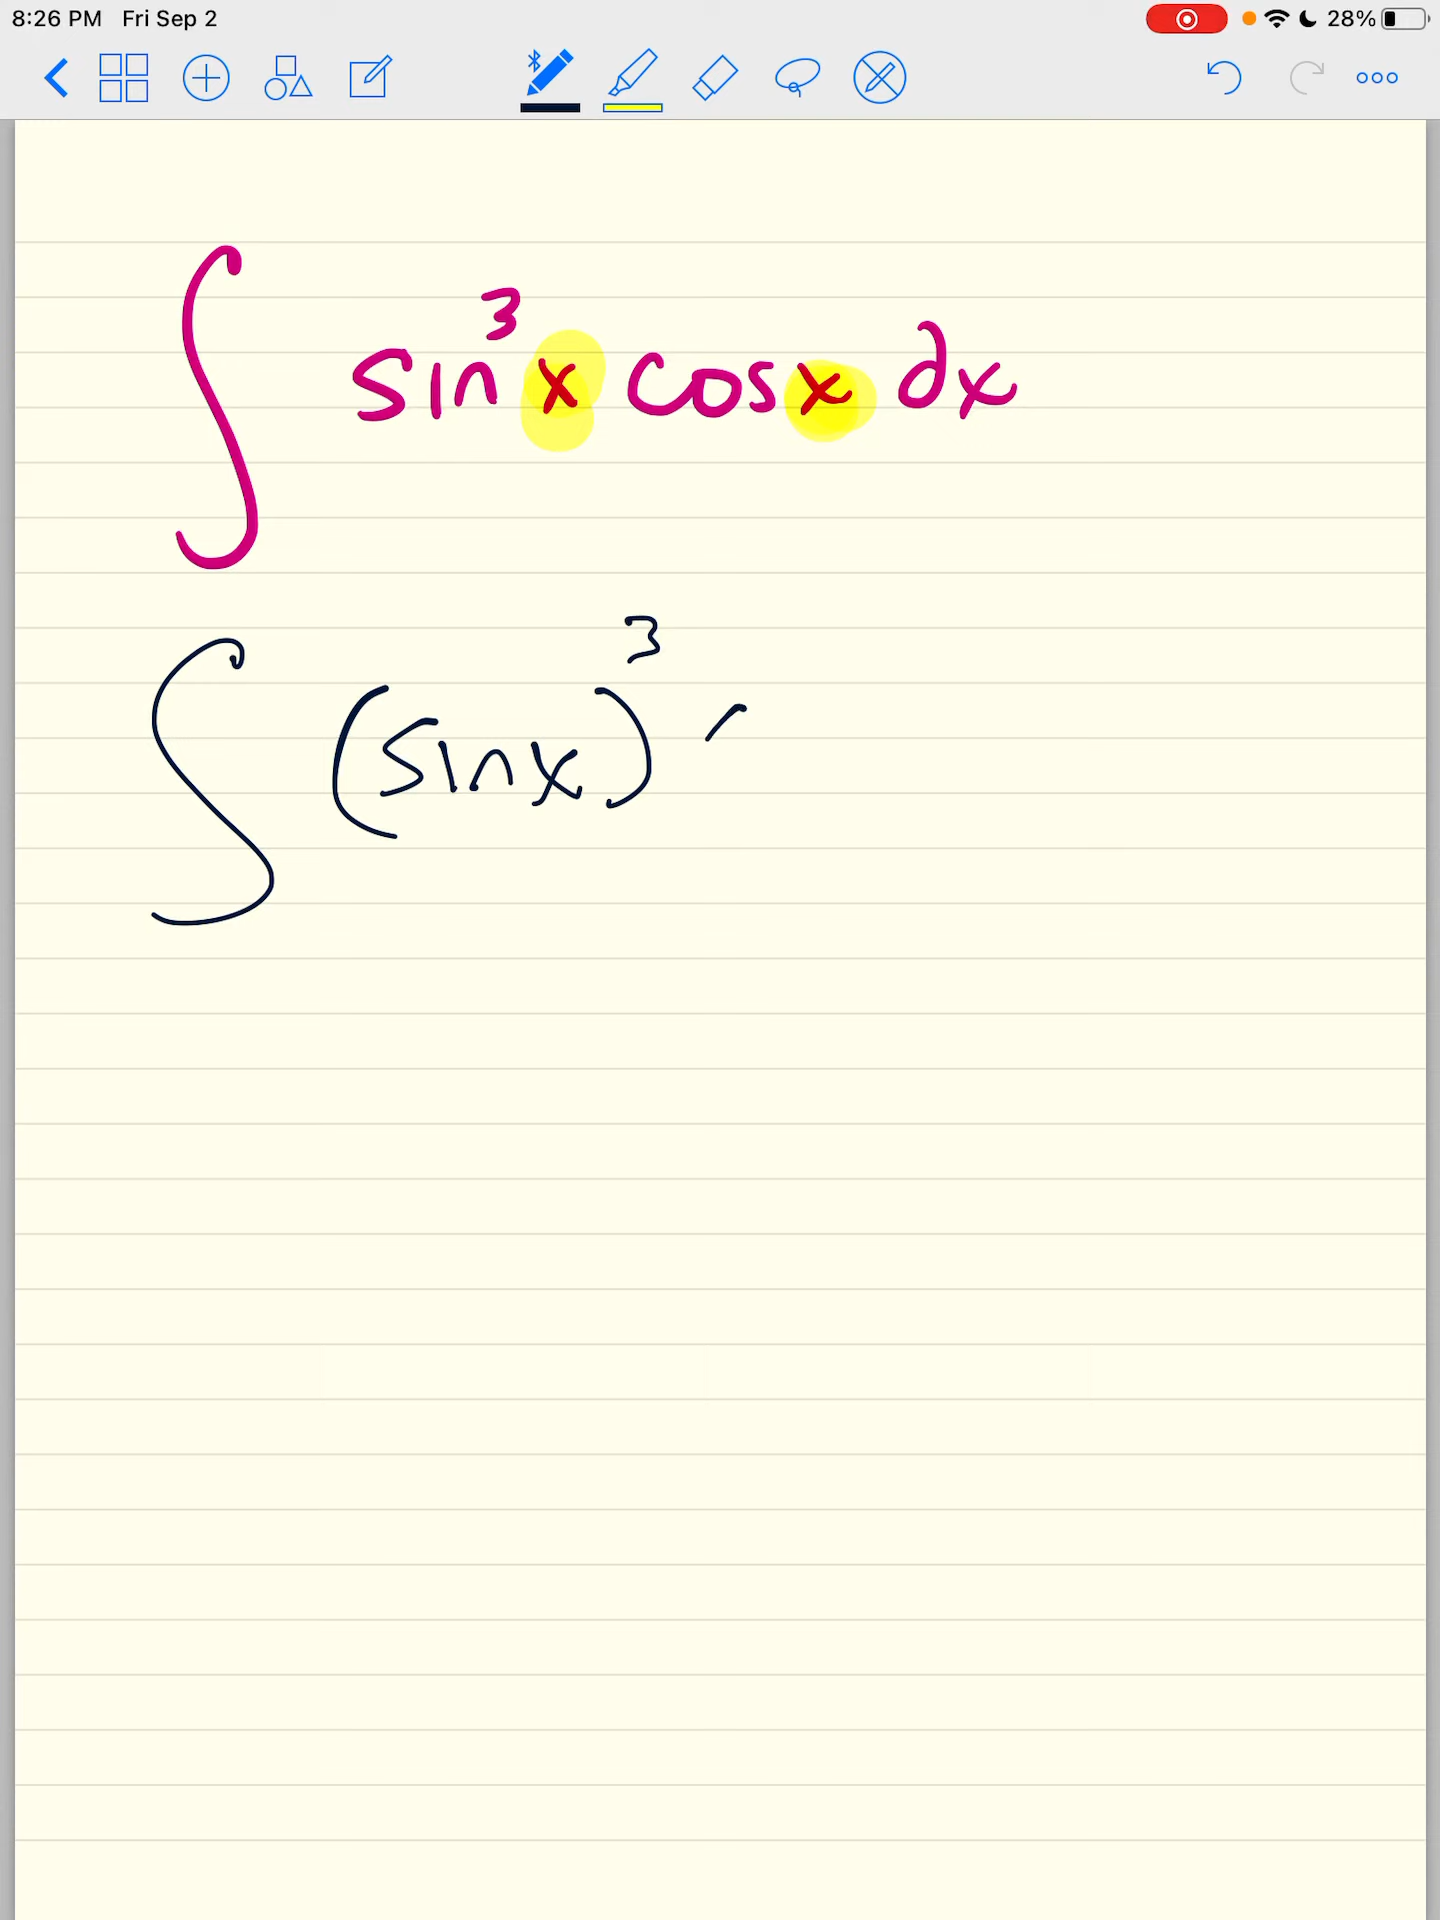 8:26 PM Fri Sep 2 28%
∫ sin³x cosx dx
∫ (sinx)³